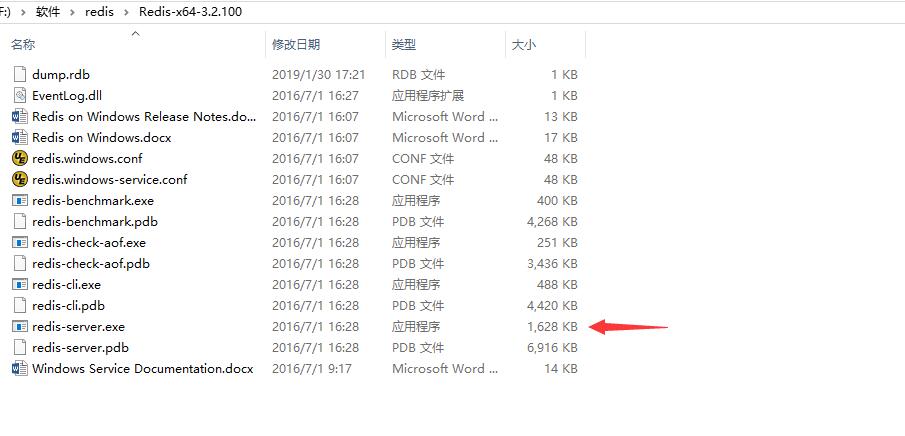 F:) > 软件 > redis > Redis-x64-3.2.100
名称 修改日期 类型 大小
dump.rdb 2019/1/30 17:21 RDB 文件 1 KB
EventLog.dll 2016/7/1 16:27 应用程序扩展 1 KB
Redis on Windows Release Notes.do... 2016/7/1 16:07 Microsoft Word ... 13 KB
Redis on Windows.docx 2016/7/1 16:07 Microsoft Word ... 17 KB
redis.windows.conf 2016/7/1 16:07 CONF 文件 48 KB
redis.windows-service.conf 2016/7/1 16:07 CONF 文件 48 KB
redis-benchmark.exe 2016/7/1 16:28 应用程序 400 KB
redis-benchmark.pdb 2016/7/1 16:28 PDB 文件 4,268 KB
redis-check-aof.exe 2016/7/1 16:28 应用程序 251 KB
redis-check-aof.pdb 2016/7/1 16:28 PDB 文件 3,436 KB
redis-cli.exe 2016/7/1 16:28 应用程序 488 KB
redis-cli.pdb 2016/7/1 16:28 PDB 文件 4,420 KB
redis-server.exe 2016/7/1 16:28 应用程序 1,628 KB
redis-server.pdb 2016/7/1 16:28 PDB 文件 6,916 KB
Windows Service Documentation.docx 2016/7/1 9:17 Microsoft Word ... 14 KB